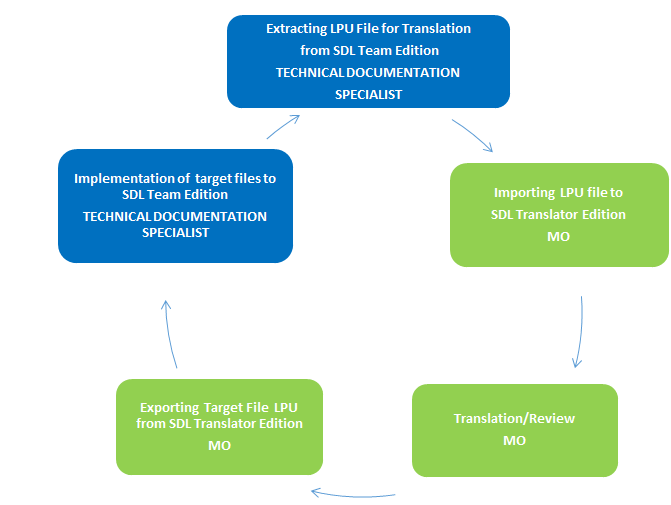 Extracting LPU File for Translation
from SDL Team Edition
TECHNICAL DOCUMENTATION
SPECIALIST
Importing LPU file to
SDL Translator Edition
MO
Translation/Review
MO
Exporting Target File LPU
from SDL Translator Edition
MO
Implementation of target files to
SDL Team Edition
TECHNICAL DOCUMENTATION
SPECIALIST